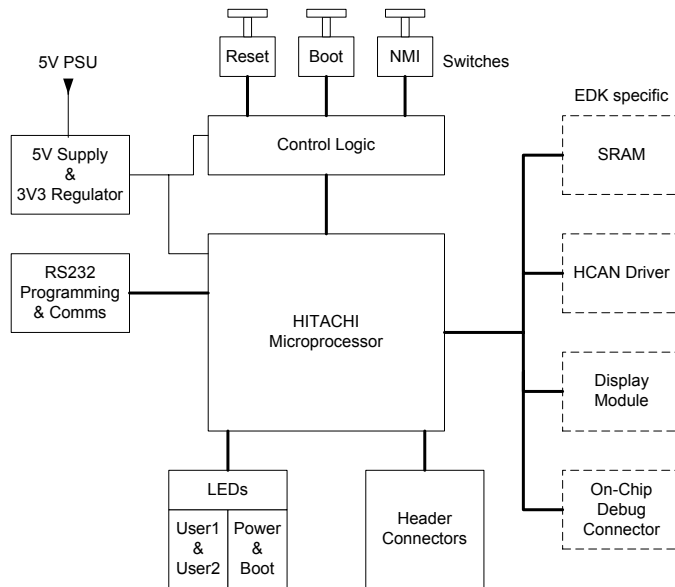 Reset
Boot
NMI
Switches
5V PSU
EDK specific
5V Supply
&
3V3 Regulator
Control Logic
SRAM
RS232
Programming
& Comms
HITACHI
Microprocessor
HCAN Driver
Display
Module
LEDs
User1
&
User2
Power
&
Boot
Header
Connectors
On-Chip
Debug
Connector